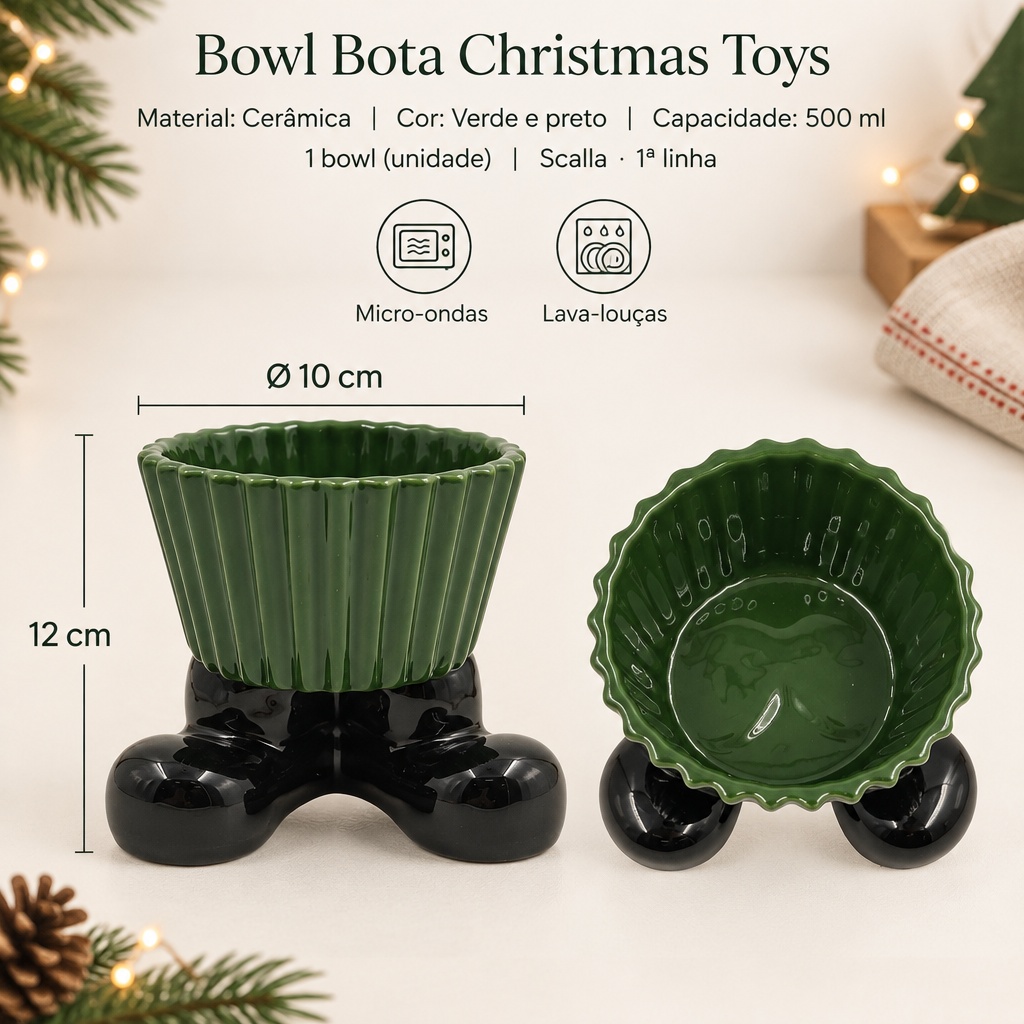 Bowl Bota Christmas Toys
Material: Cerâmica | Cor: Verde e preto | Capacidade: 500 ml
1 bowl (unidade) | Scalla · 1ª linha
Micro-ondas
Lava-louças
Ø 10 cm
12 cm